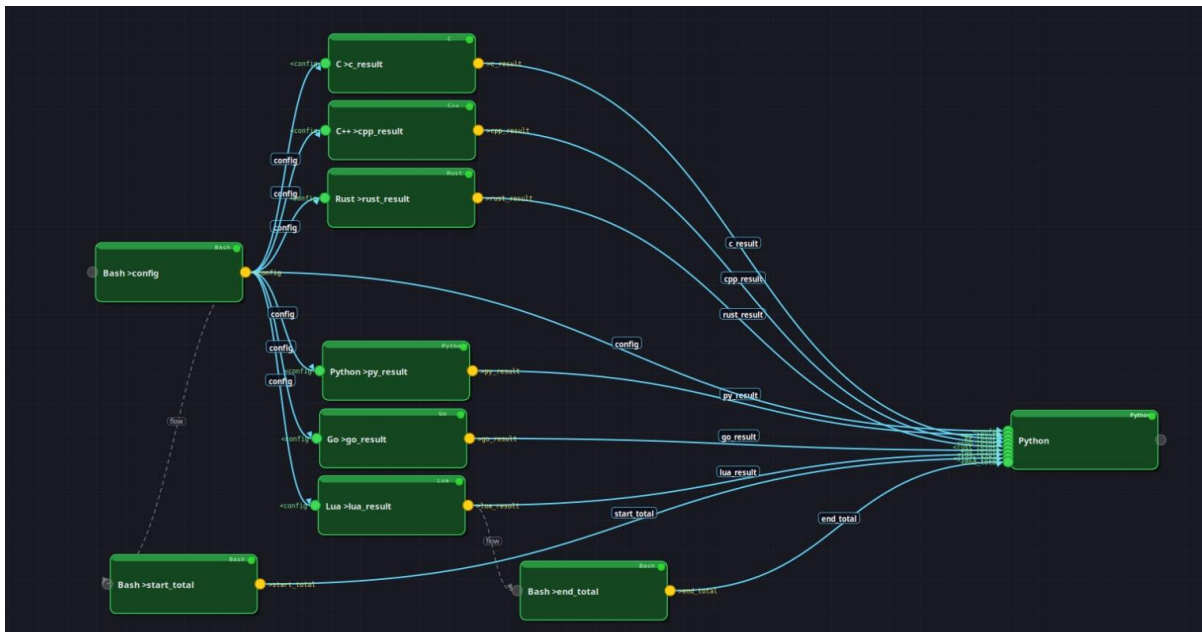 C
<config
C >c_result
>c_result
C++
<config
C++ >cpp_result
>cpp_result
config
Rust
<config
config
Rust >rust_result
>rust_result
config
c_result
Bash
Bash >config
config
cpp_result
config
rust_result
config
Python
config
<config
Python >py_result
>py_result
config
py_result
Go
Python
flow
<config
Go >go_result
>go_result
go_result
Python
lua_result
Lua
<config
Lua >lua_result
>lua_result
start_total
end_total
flow
Bash
Bash >start_total
>start_total
Bash
Bash >end_total
>end_total